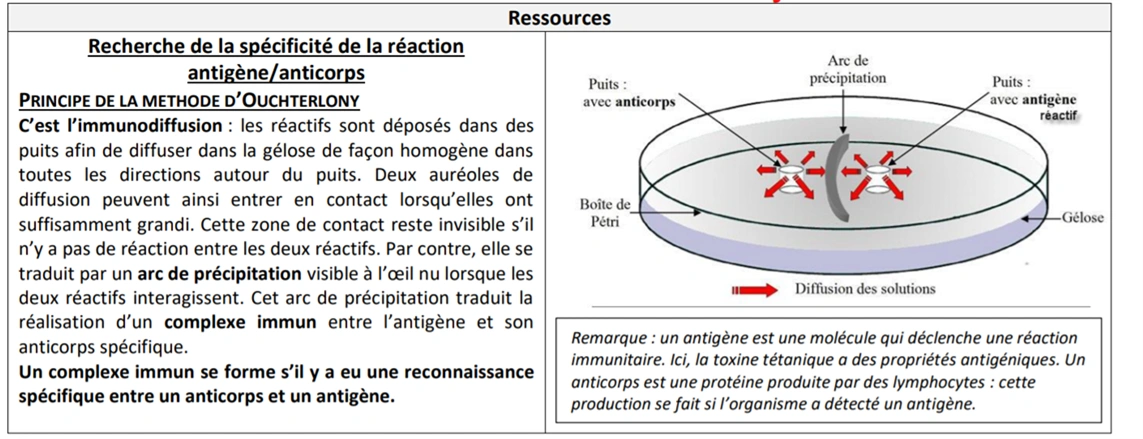 Ressources
Recherche de la spécificité de la réaction
antigène/anticorps
PRINCIPE DE LA METHODE D’OUCHTERLONY
C’est l’immunodiffusion : les réactifs sont déposés dans des
puits afin de diffuser dans la gélose de façon homogène dans
toutes les directions autour du puits. Deux auréoles de
diffusion peuvent ainsi entrer en contact lorsqu’elles ont
suffisamment grandi. Cette zone de contact reste invisible s’il
n’y a pas de réaction entre les deux réactifs. Par contre, elle se
traduit par un arc de précipitation visible à l’œil nu lorsque les
deux réactifs interagissent. Cet arc de précipitation traduit la
réalisation d’un complexe immun entre l’antigène et son
anticorps spécifique.
Un complexe immun se forme s’il y a eu une reconnaissance
spécifique entre un anticorps et un antigène.
Arc de
précipitation
Puits :
avec anticorps
Puits :
avec antigène
réactif
Boîte de
Pétri
Gélose
Diffusion des solutions
Remarque : un antigène est une molécule qui déclenche une réaction
immunitaire. Ici, la toxine tétanique a des propriétés antigéniques. Un
anticorps est une protéine produite par des lymphocytes : cette
production se fait si l’organisme a détecté un antigène.